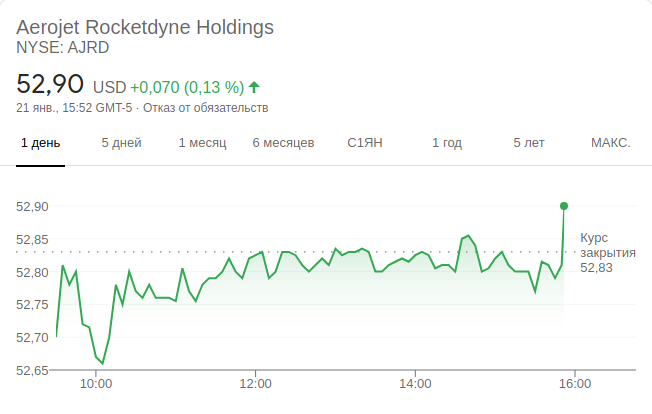 Aerojet Rocketdyne Holdings
NYSE: AJRD
52,90 USD +0,070 (0,13 %)
21 янв., 15:52 GMT-5 · Отказ от обязательств
1 день 5 дней 1 месяц 6 месяцев С1ЯН 1 год 5 лет МАКС.
52,90
52,85
52,80
52,75
52,70
52,65
Курс
закрытия
52,83
10:00 12:00 14:00 16:00